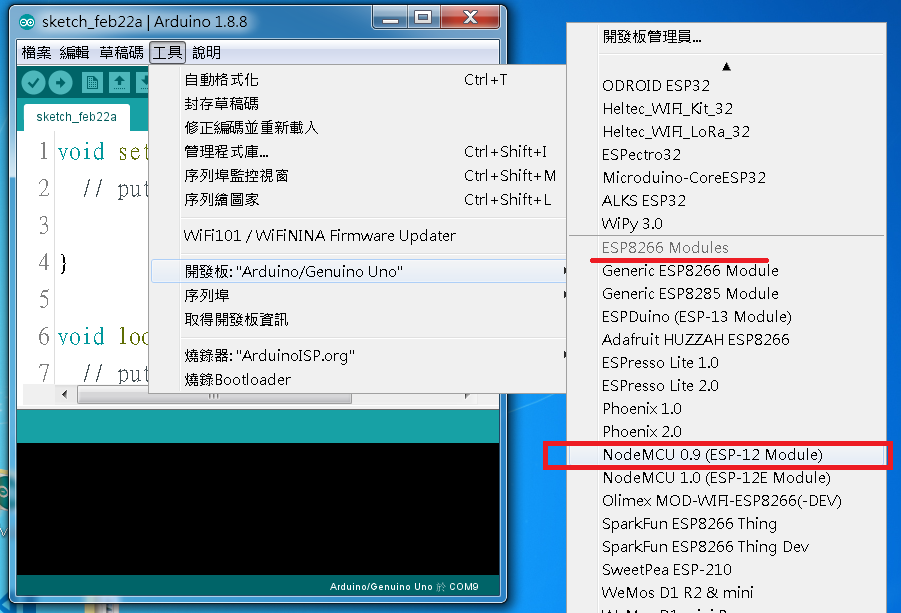 sketch_feb22a | Arduino 1.8.8
檔案 編輯 草稿碼 工具 說明
sketch_feb22a
1 void set
2 // put
3
4 }
5
6 void loo
7 // put
自動格式化 Ctrl+T
封存草稿碼
修正編碼並重新載入
管理程式庫... Ctrl+Shift+I
序列埠監控視窗 Ctrl+Shift+M
序列繪圖家 Ctrl+Shift+L
WiFi101 / WiFiNINA Firmware Updater
開發板: "Arduino/Genuino Uno"
序列埠
取得開發板資訊
燒錄器: "ArduinoISP.org"
燒錄Bootloader
Arduino/Genuino Uno 於 COM9
開發板管理員...
ODROID ESP32
Heltec_WIFI_Kit_32
Heltec_WIFI_LoRa_32
ESPectro32
Microduino-CoreESP32
ALKS ESP32
WiPy 3.0
ESP8266 Modules
Generic ESP8266 Module
Generic ESP8285 Module
ESPDuino (ESP-13 Module)
Adafruit HUZZAH ESP8266
ESPresso Lite 1.0
ESPresso Lite 2.0
Phoenix 1.0
Phoenix 2.0
NodeMCU 0.9 (ESP-12 Module)
NodeMCU 1.0 (ESP-12E Module)
Olimex MOD-WIFI-ESP8266(-DEV)
SparkFun ESP8266 Thing
SparkFun ESP8266 Thing Dev
SweetPea ESP-210
WeMos D1 R2 & mini